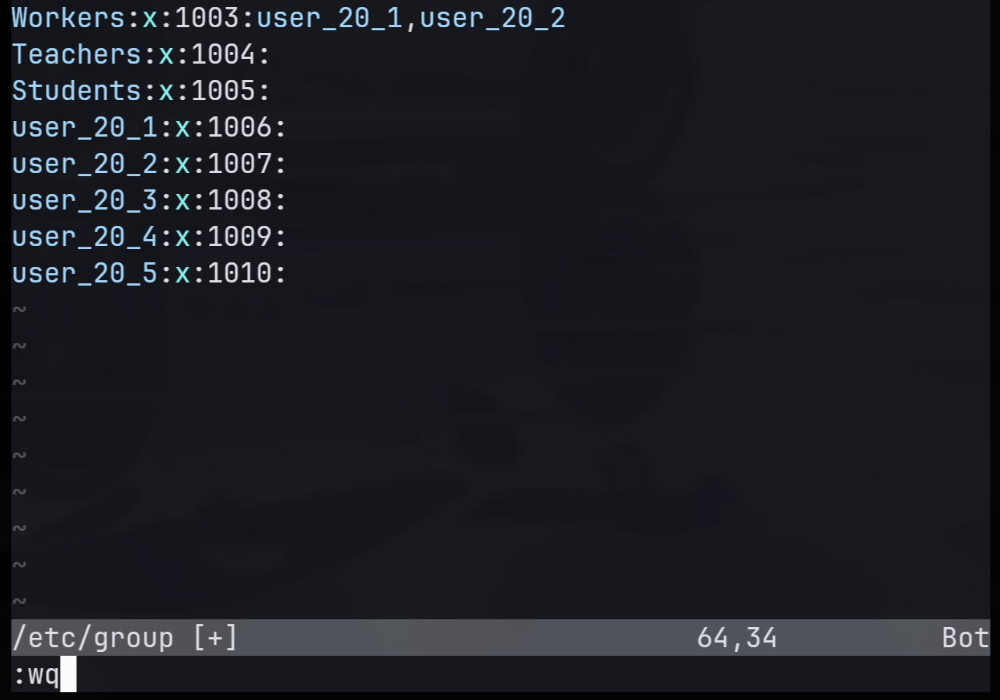 Workers:x:1003:user_20_1,user_20_2
Teachers:x:1004:
Students:x:1005:
user_20_1:x:1006:
user_20_2:x:1007:
user_20_3:x:1008:
user_20_4:x:1009:
user_20_5:x:1010:
~
~
~
~
~
~
~
~
~
/etc/group [+] 64,34 Bot
:wq